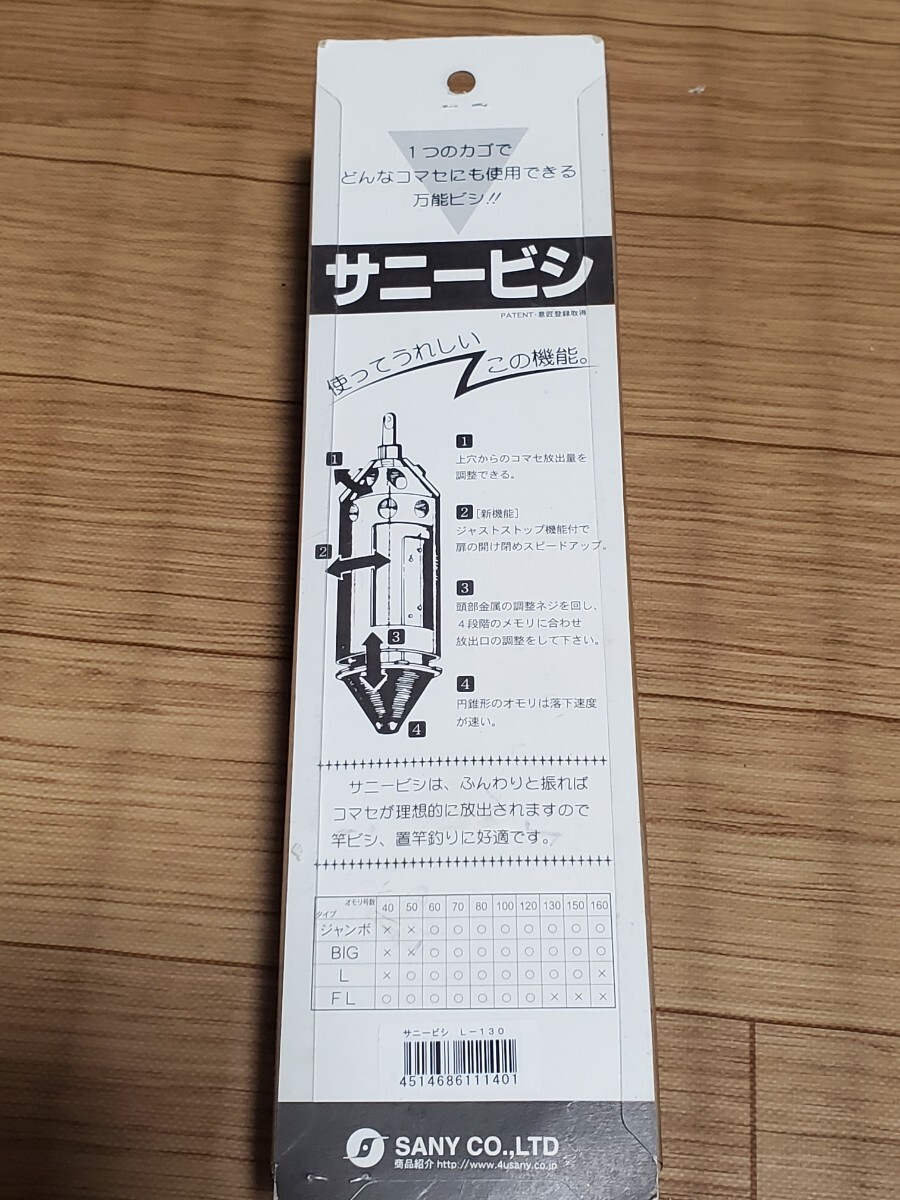 1つのカゴで
どんなコマセにも使用できる
万能ビシ!!
サニービシ
PATENT・意匠登録取得
使ってうれしい
この機能。
1
上穴からのコマセ放出量を
調整できる。
2 [新機能]
ジャストストップ機能付で
扉の開け閉めスピードアップ。
3
頭部金属の調整ネジを回し、
4段階のメモリに合わせ
放出口の調整をして下さい。
4
円錐形のオモリは落下速度
が速い。
1
2
3
4
サニービシは、ふんわりと振れば
コマセが理想的に放出されますので
竿ビシ、置竿釣りに好適です。
タイプ オモリ号数 40 50 60 70 80 100 120 130 150 160
ジャンボ × × ○ ○ ○ ○ ○ ○ ○ ○
BIG × × ○ ○ ○ ○ ○ ○ ○ ○
L × ○ ○ ○ ○ ○ ○ ○ ○ ×
FL ○ ○ ○ ○ ○ ○ ○ × × ×
サニービシ L-130
4514686111401
SANY CO.,LTD
商品紹介 http://www.4usany.co.jp